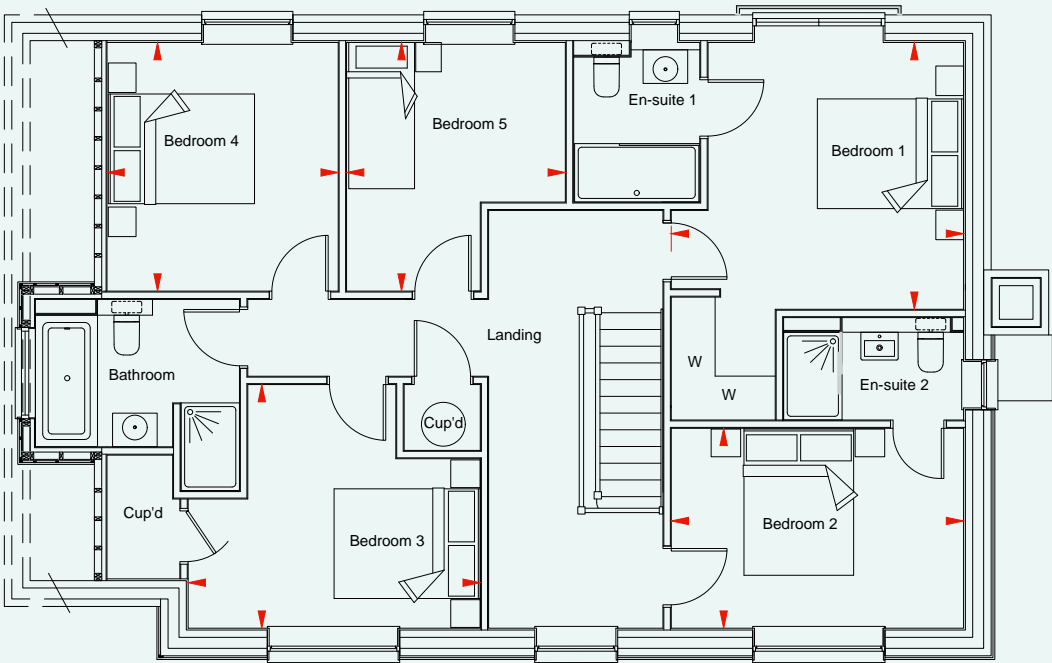 En-suite 1
Bedroom 5
Bedroom 4
Bedroom 1
Landing
W
W
Bathroom
En-suite 2
Cup'd
Cup'd
Bedroom 2
Bedroom 3